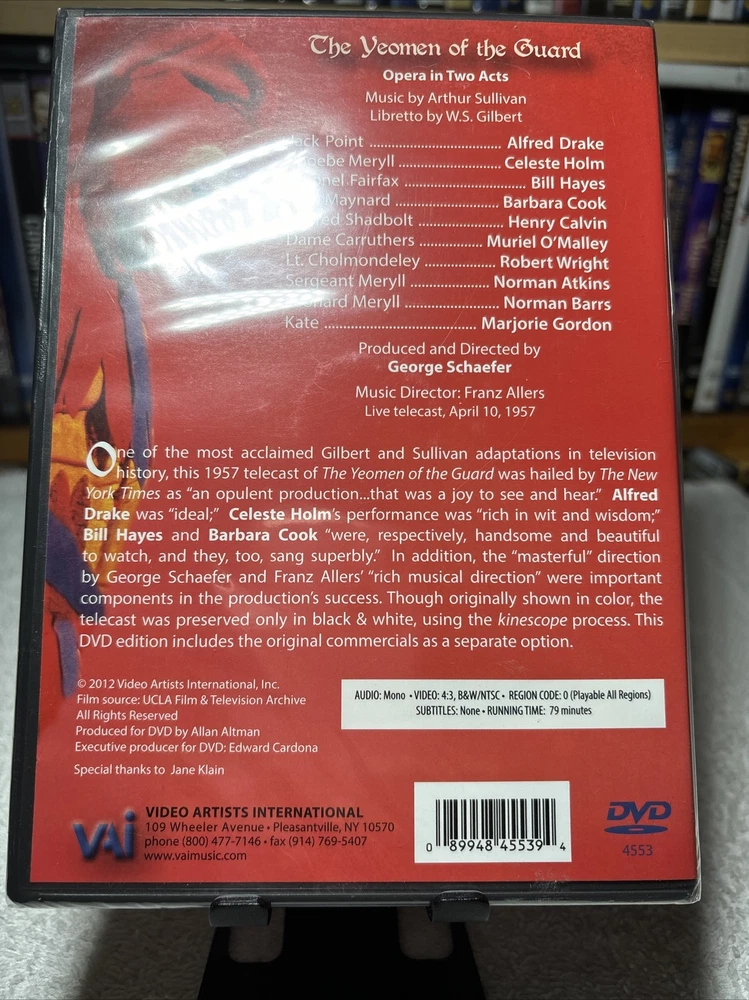 The Yeomen of the Guard
Opera in Two Acts
Music by Arthur Sullivan
Libretto by W.S. Gilbert
Jack Point .................................. Alfred Drake
Phoebe Meryll .......................... Celeste Holm
Colonel Fairfax ............................... Bill Hayes
Maynard ........................... Barbara Cook
Shadbolt ...................... Henry Calvin
Dame Carruthers ................ Muriel O'Malley
Lt. Cholmondeley ................... Robert Wright
Sergeant Meryll ...................... Norman Atkins
Leonard Meryll .......................... Norman Barrs
Kate ...................................... Marjorie Gordon
Produced and Directed by
George Schaefer
Music Director: Franz Allers
Live telecast, April 10, 1957
One of the most acclaimed Gilbert and Sullivan adaptations in television
history, this 1957 telecast of The Yeomen of the Guard was hailed by The New
York Times as "an opulent production...that was a joy to see and hear." Alfred
Drake was "ideal;" Celeste Holm's performance was "rich in wit and wisdom;"
Bill Hayes and Barbara Cook "were, respectively, handsome and beautiful
to watch, and they, too, sang superbly." In addition, the "masterful" direction
by George Schaefer and Franz Allers' "rich musical direction" were important
components in the production's success. Though originally shown in color, the
telecast was preserved only in black & white, using the kinescope process. This
DVD edition includes the original commercials as a separate option.
© 2012 Video Artists International, Inc.
Film source: UCLA Film & Television Archive
All Rights Reserved
Produced for DVD by Allan Altman
Executive producer for DVD: Edward Cardona
Special thanks to Jane Klain
AUDIO: Mono • VIDEO: 4:3, B&W/NTSC • REGION CODE: 0 (Playable All Regions)
SUBTITLES: None • RUNNING TIME: 79 minutes
VAI
VIDEO ARTISTS INTERNATIONAL
109 Wheeler Avenue • Pleasantville, NY 10570
phone (800) 477-7146 • fax (914) 769-5407
www.vaimusic.com
0 89948 45539 4
DVD
4553